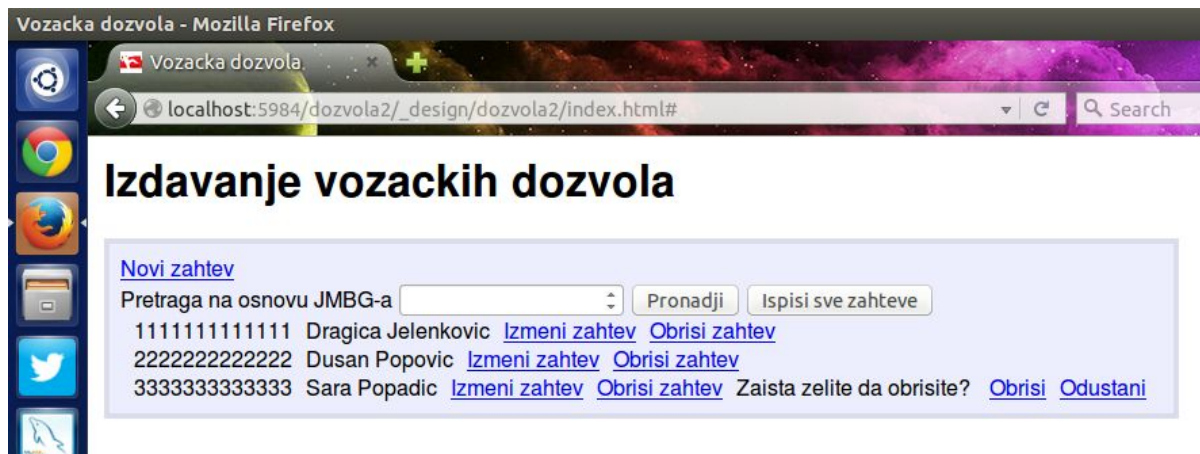 Vozacka dozvola - Mozilla Firefox
Vozacka dozvola
localhost:5984/dozvola2/_design/dozvola2/index.html#
Search
Izdavanje vozackih dozvola
Novi zahtev
Pretraga na osnovu JMBG-a Pronadji Ispisi sve zahteve
1111111111111 Dragica Jelenkovic Izmeni zahtev Obrisi zahtev
2222222222222 Dusan Popovic Izmeni zahtev Obrisi zahtev
3333333333333 Sara Popadic Izmeni zahtev Obrisi zahtev Zaista zelite da obrisite? Obrisi Odustani